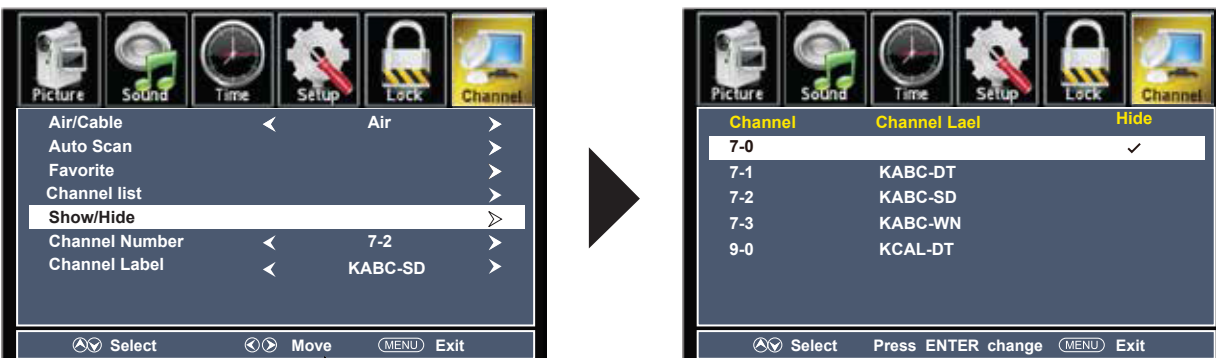 Picture Sound Time Setup Lock Channel
Air/Cable Air
Auto Scan
Favorite
Channel list
Show/Hide
Channel Number 7-2
Channel Label KABC-SD
Select Move MENU Exit
Picture Sound Time Setup Lock Channel
Channel Channel Lael Hide
7-0
7-1 KABC-DT
7-2 KABC-SD
7-3 KABC-WN
9-0 KCAL-DT
Select Press ENTER change MENU Exit